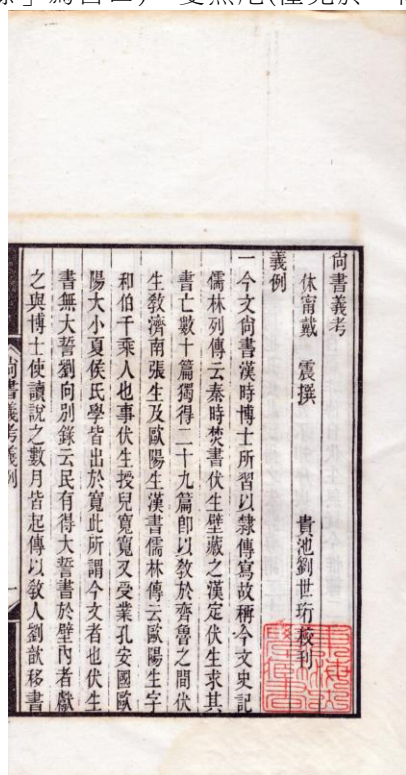 尚書義考
休甯戴 震撰 貴池劉世珩校刊
義例
一今文尚書漢時博士所習以隸傳寫故稱今文史記
儒林列傳云秦時焚書伏生壁藏之漢定伏生求其
書亡數十篇獨得二十九篇卽以敎於齊魯之間伏
生敎濟南張生及歐陽生漢書儒林傳云歐陽生字
和伯千乘人也事伏生授兒寬寬又受業孔安國歐
陽大小夏侯氏學皆出於寬此所謂今文者也伏生
書無大誓劉向別錄云民有得大誓書於壁內者獻
之與博士使讀說之數月皆起傳以敎人劉歆移書
尚書義考義例 一